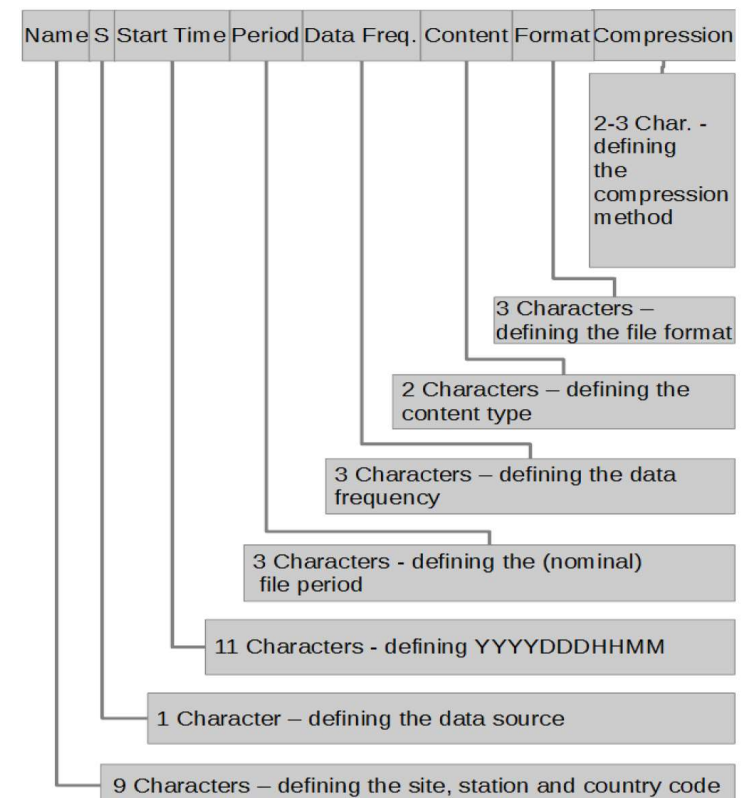 Name S Start Time Period Data Freq. Content Format Compression
2-3 Char. -
defining
the
compression
method
3 Characters –
defining the file format
2 Characters – defining the
content type
3 Characters – defining the data
frequency
3 Characters - defining the (nominal)
file period
11 Characters - defining YYYYDDDHHMM
1 Character – defining the data source
9 Characters – defining the site, station and country code